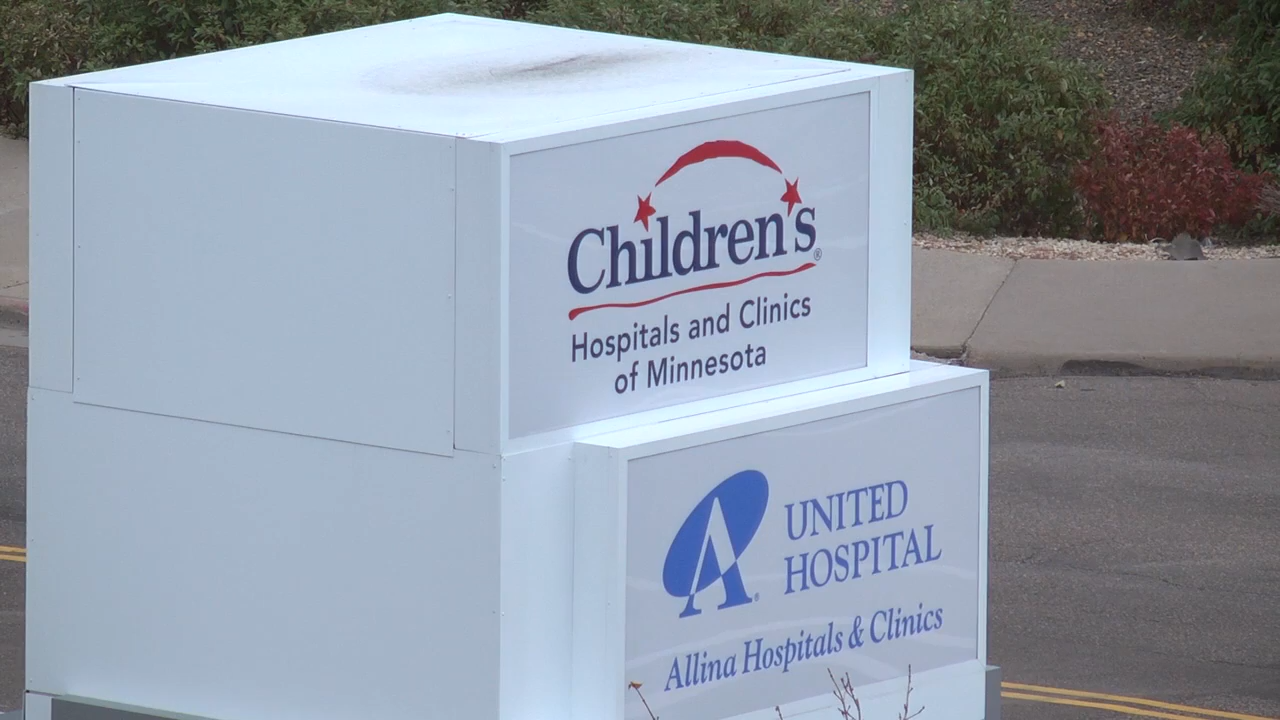 Children's®
Hospitals and Clinics
of Minnesota
A®
UNITED
HOSPITAL
Allina Hospitals & Clinics